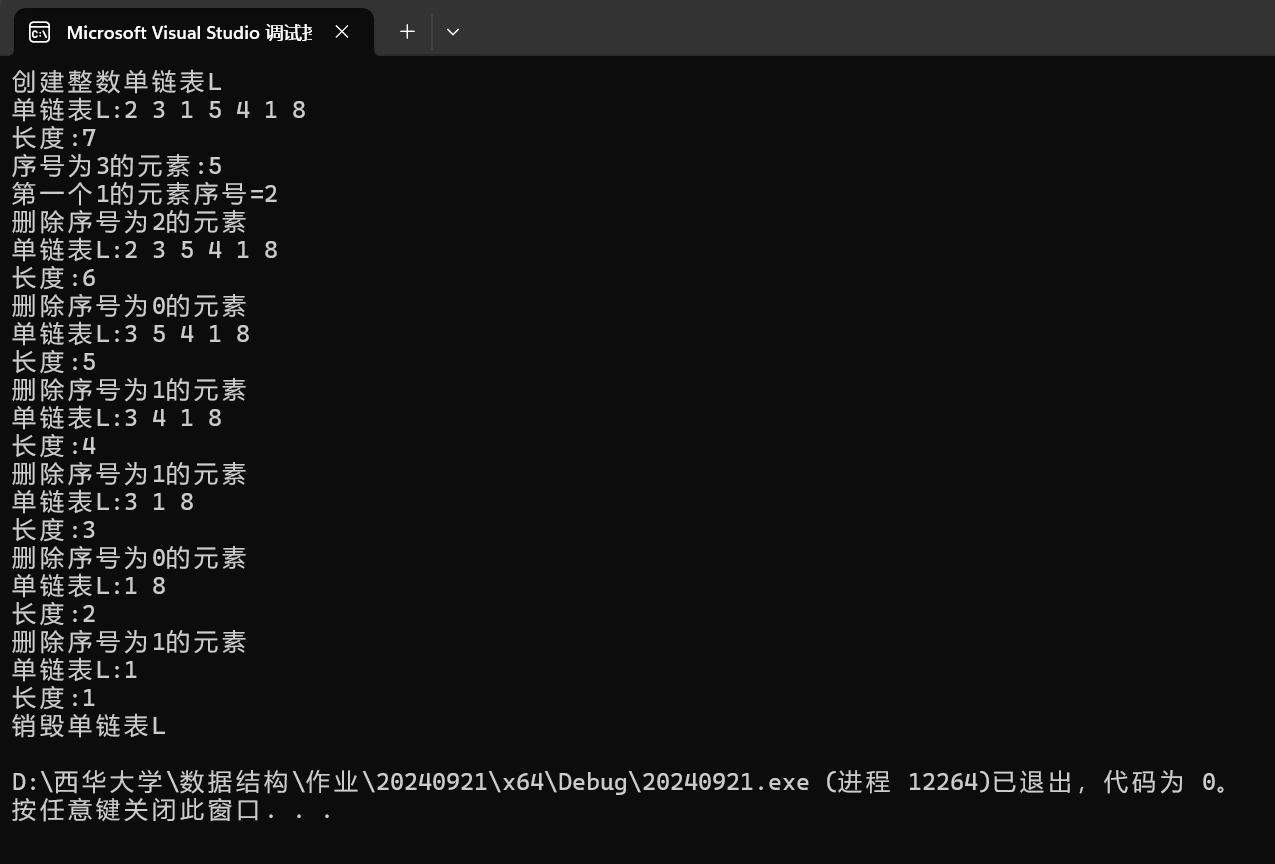 Microsoft Visual Studio 调试控
创建整数单链表L
单链表L:2 3 1 5 4 1 8
长度:7
序号为3的元素:5
第一个1的元素序号=2
删除序号为2的元素
单链表L:2 3 5 4 1 8
长度:6
删除序号为0的元素
单链表L:3 5 4 1 8
长度:5
删除序号为1的元素
单链表L:3 4 1 8
长度:4
删除序号为1的元素
单链表L:3 1 8
长度:3
删除序号为0的元素
单链表L:1 8
长度:2
删除序号为1的元素
单链表L:1
长度:1
销毁单链表L
D:\西华大学\数据结构\作业\20240921\x64\Debug\20240921.exe (进程 12264)已退出，代码为 0。
按任意键关闭此窗口. . .